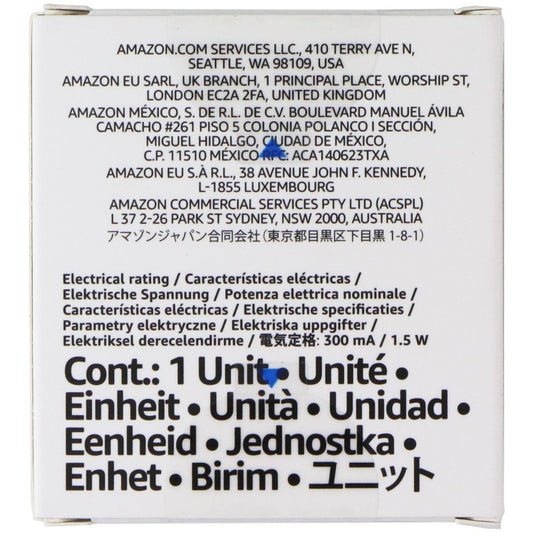 AMAZON.COM SERVICES LLC., 410 TERRY AVE N,
SEATTLE, WA 98109, USA
AMAZON EU SARL, UK BRANCH, 1 PRINCIPAL PLACE, WORSHIP ST,
LONDON EC2A 2FA, UNITED KINGDOM
AMAZON MÉXICO, S. DE R.L. DE C.V. BOULEVARD MANUEL ÁVILA
CAMACHO #261 PISO 5 COLONIA POLANCO I SECCIÓN,
MIGUEL HIDALGO, CIUDAD DE MÉXICO,
C.P. 11510 MÉXICO RFC: ACA140623TXA
AMAZON EU S.À R.L., 38 AVENUE JOHN F. KENNEDY,
L-1855 LUXEMBOURG
AMAZON COMMERCIAL SERVICES PTY LTD (ACSPL)
L 37 2-26 PARK ST SYDNEY, NSW 2000, AUSTRALIA
アマゾンジャパン合同会社(東京都目黒区下目黒 1-8-1)
Electrical rating / Características eléctricas /
Elektrische Spannung / Potenza elettrica nominale /
Características eléctricas / Elektrische specificaties /
Parametry elektryczne / Elektriska uppgifter /
Elektriksel derecelendirme / 電気定格: 300 mA / 1.5 W
Cont.: 1 Unit • Unité •
Einheit • Unità • Unidad •
Eenheid • Jednostka •
Enhet • Birim • ユニット